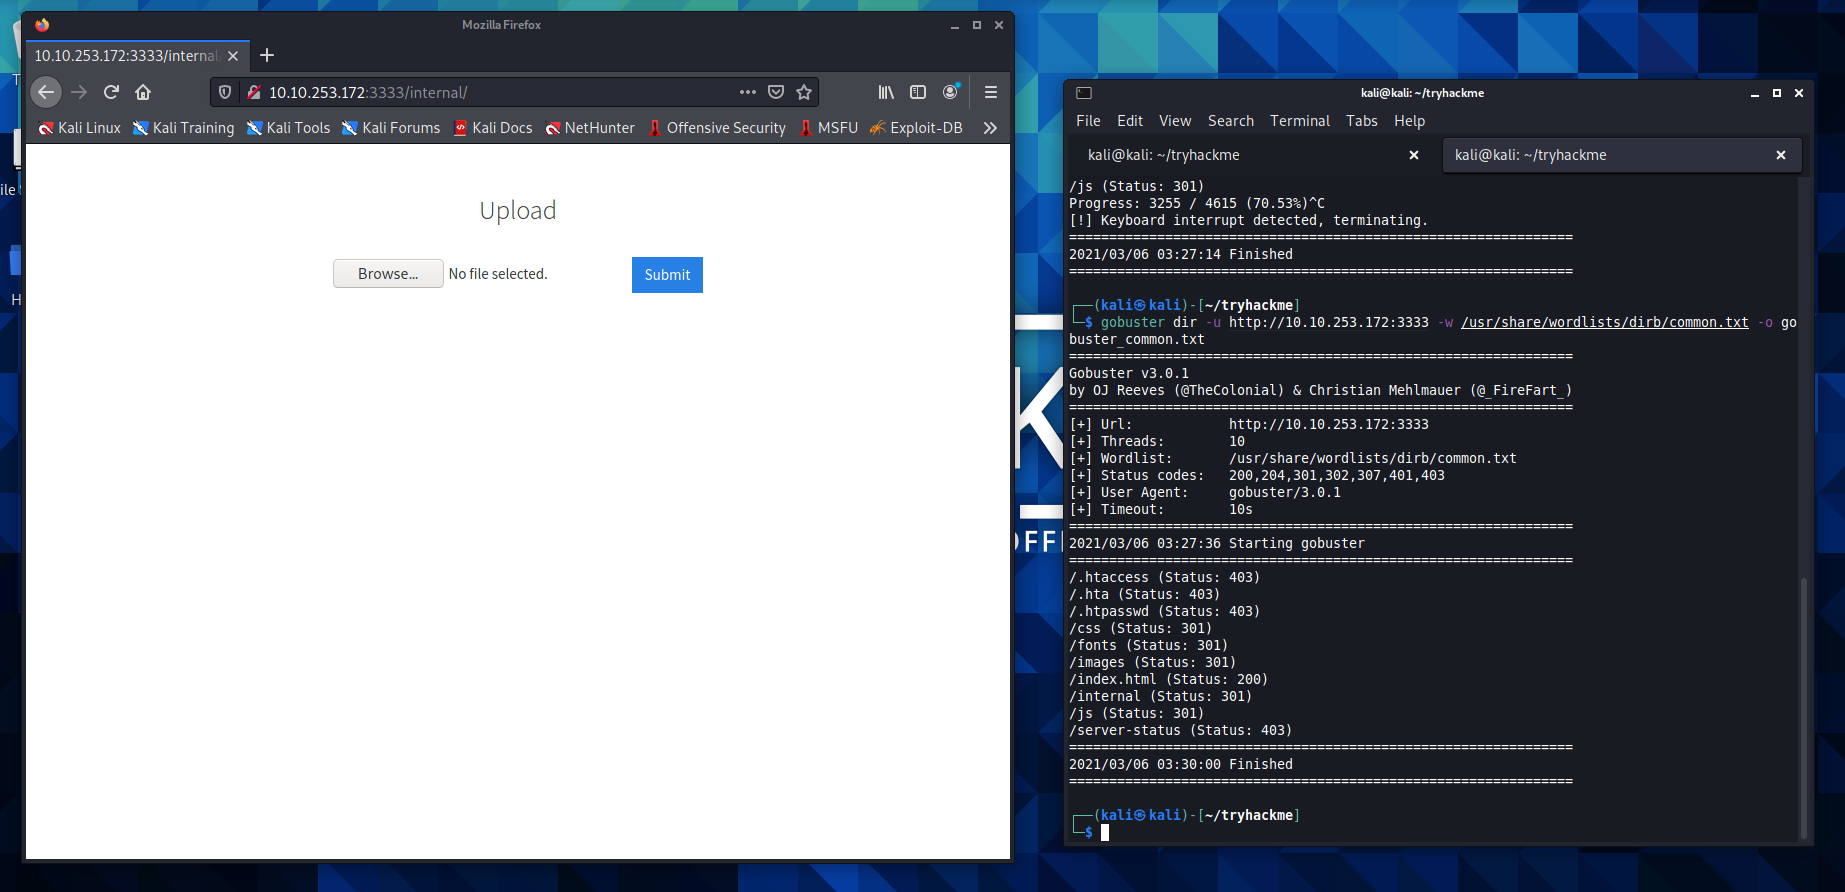 Mozilla Firefox
10.10.253.172:3333/internal
10.10.253.172:3333/internal/
Kali Linux Kali Training Kali Tools Kali Forums Kali Docs NetHunter Offensive Security MSFU Exploit-DB
Upload
Browse... No file selected. Submit
kali@kali: ~/tryhackme
File Edit View Search Terminal Tabs Help
kali@kali: ~/tryhackme kali@kali: ~/tryhackme
/js (Status: 301)
Progress: 3255 / 4615 (70.53%)^C
[!] Keyboard interrupt detected, terminating.
===============================================================
2021/03/06 03:27:14 Finished
===============================================================
┌──(kali㉿kali)-[~/tryhackme]
└─$ gobuster dir -u http://10.10.253.172:3333 -w /usr/share/wordlists/dirb/common.txt -o go
buster_common.txt
===============================================================
Gobuster v3.0.1
by OJ Reeves (@TheColonial) & Christian Mehlmauer (@_FireFart_)
===============================================================
[+] Url:            http://10.10.253.172:3333
[+] Threads:        10
[+] Wordlist:       /usr/share/wordlists/dirb/common.txt
[+] Status codes:   200,204,301,302,307,401,403
[+] User Agent:     gobuster/3.0.1
[+] Timeout:        10s
===============================================================
2021/03/06 03:27:36 Starting gobuster
===============================================================
/.htaccess (Status: 403)
/.hta (Status: 403)
/.htpasswd (Status: 403)
/css (Status: 301)
/fonts (Status: 301)
/images (Status: 301)
/index.html (Status: 200)
/internal (Status: 301)
/js (Status: 301)
/server-status (Status: 403)
===============================================================
2021/03/06 03:30:00 Finished
===============================================================
┌──(kali㉿kali)-[~/tryhackme]
└─$